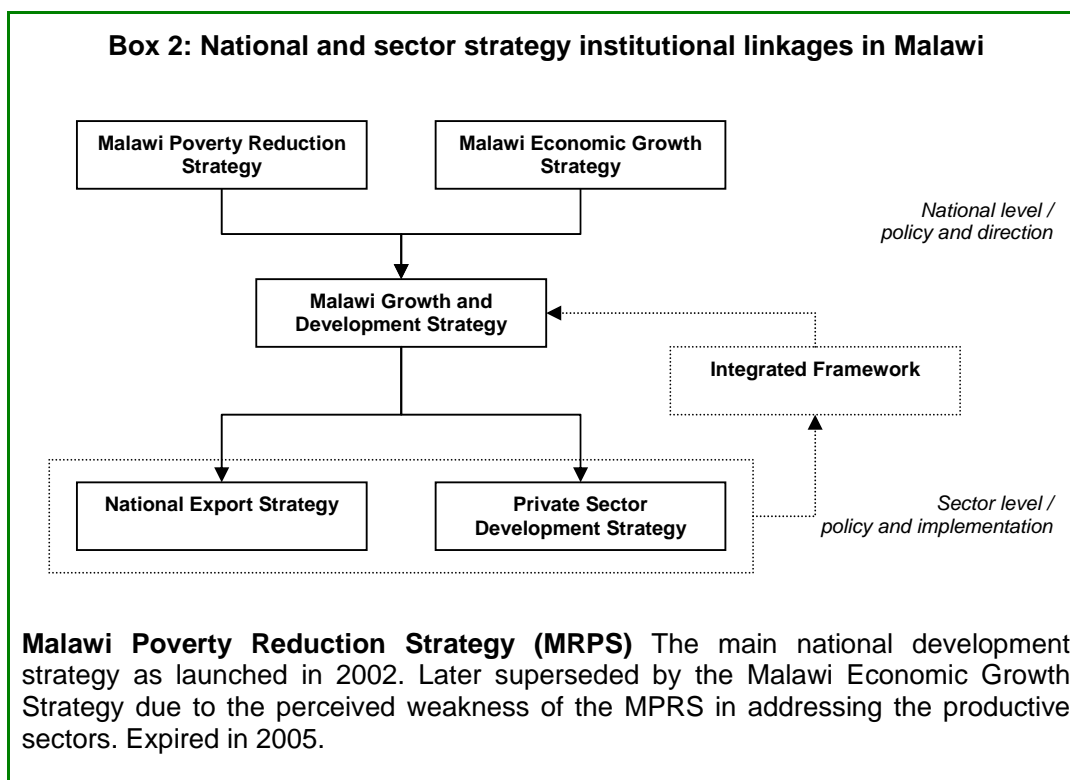 Box 2: National and sector strategy institutional linkages in Malawi
Malawi Poverty Reduction
Strategy
Malawi Economic Growth
Strategy
National level /
policy and direction
Malawi Growth and
Development Strategy
Integrated Framework
National Export Strategy
Private Sector
Development Strategy
Sector level /
policy and implementation
Malawi Poverty Reduction Strategy (MRPS) The main national development
strategy as launched in 2002. Later superseded by the Malawi Economic Growth
Strategy due to the perceived weakness of the MPRS in addressing the productive
sectors. Expired in 2005.